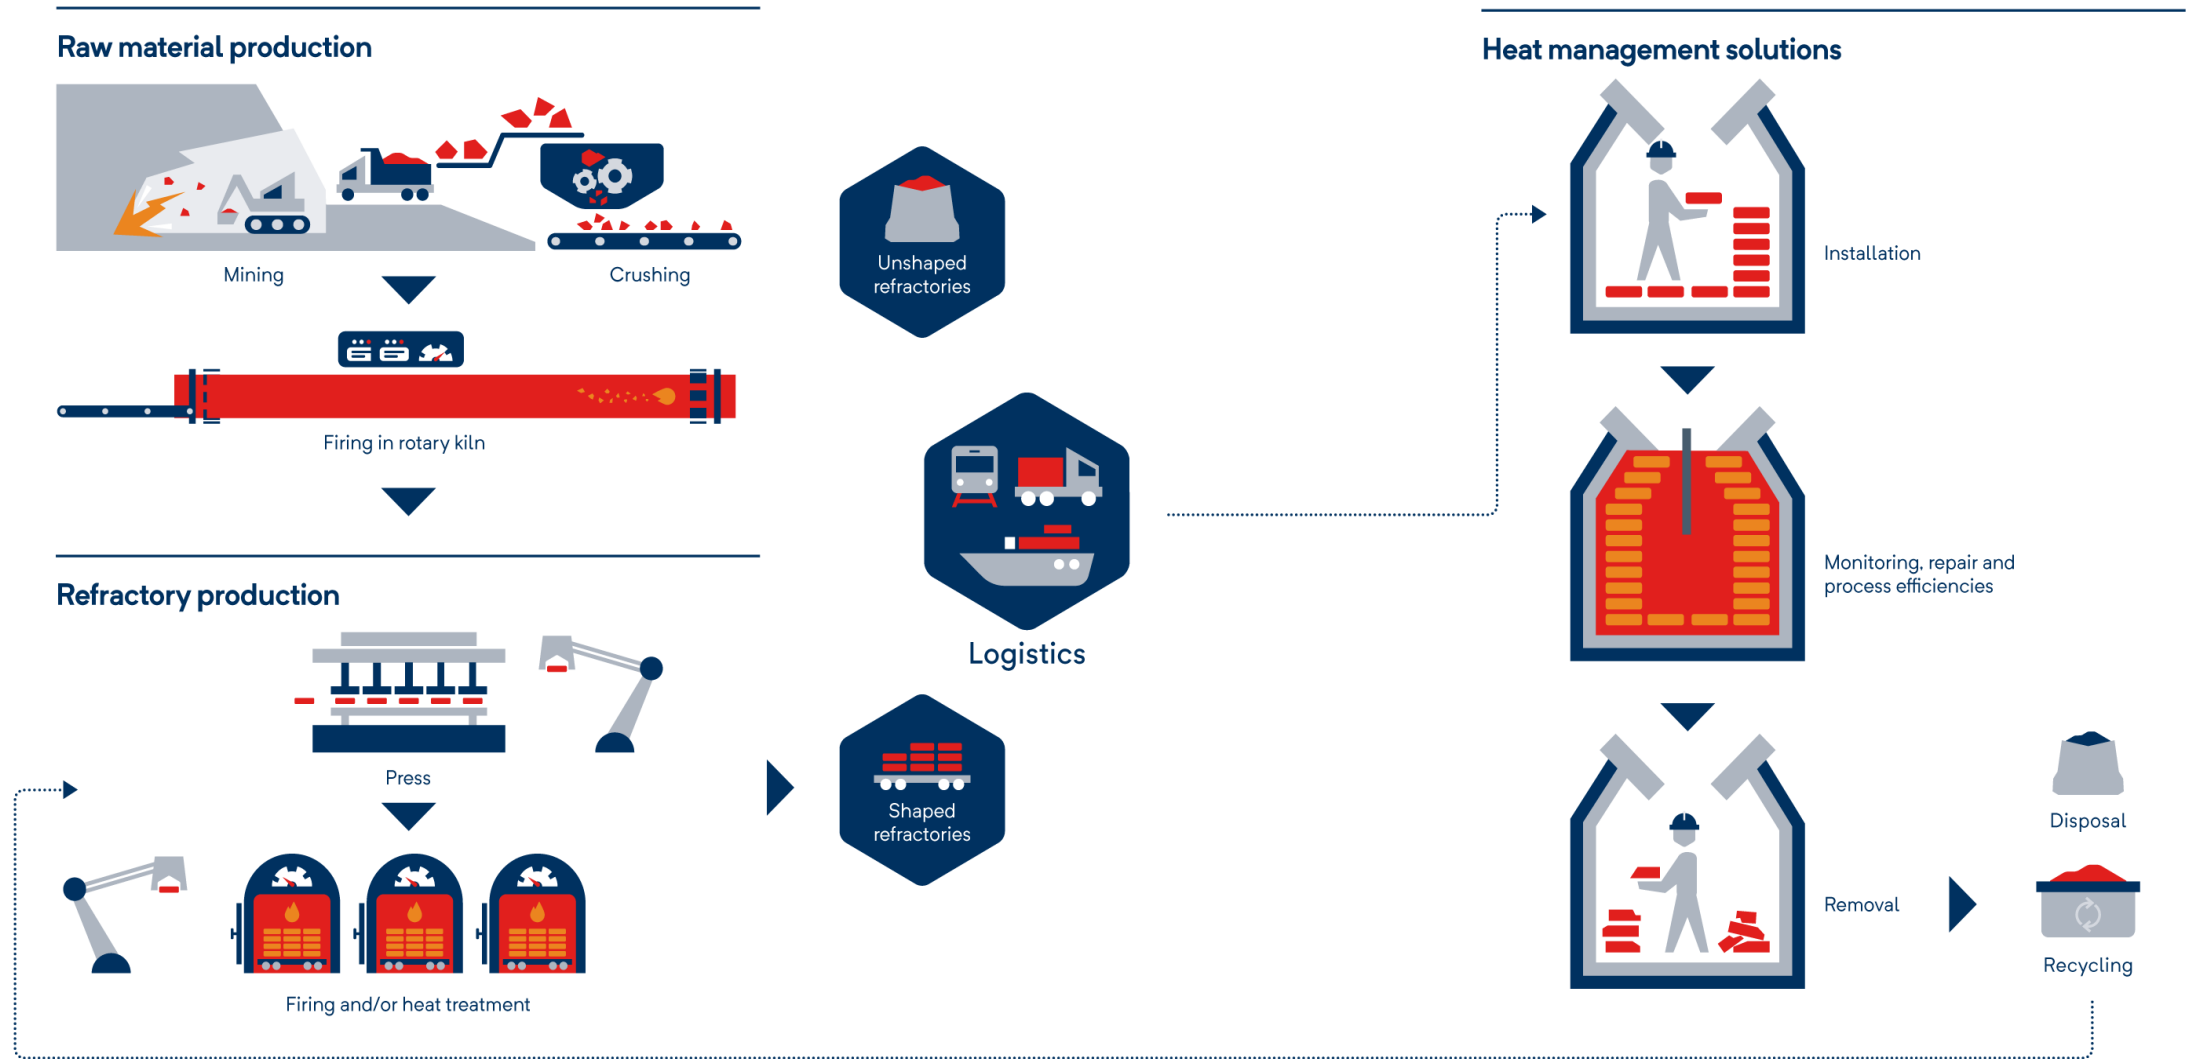 Raw material production
Mining
Crushing
Firing in rotary kiln
Refractory production
Press
Firing and/or heat treatment
Unshaped
refractories
Logistics
Shaped
refractories
Heat management solutions
Installation
Monitoring, repair and
process efficiencies
Removal
Disposal
Recycling